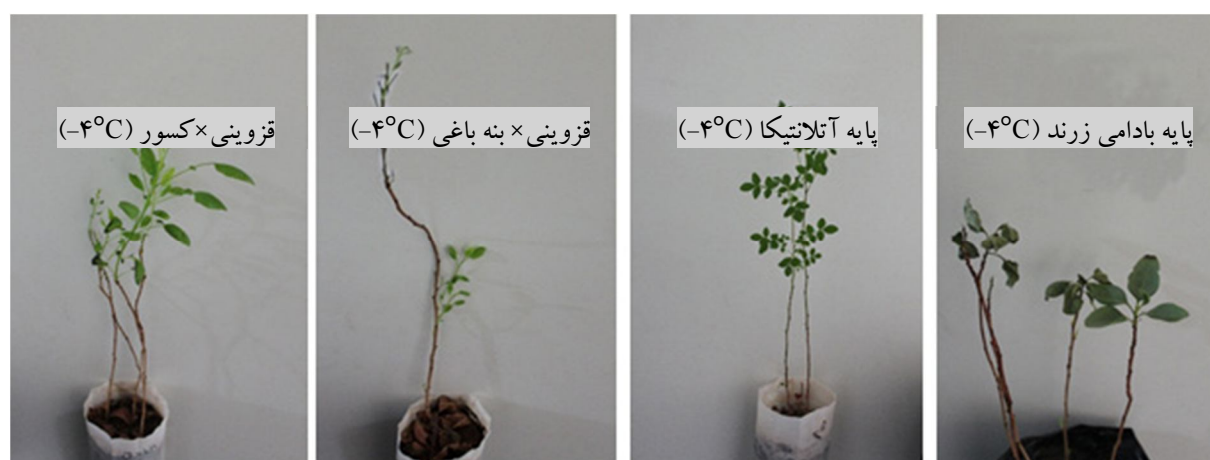 پایه بادامی زرند (-۴°C)
پایه آتلانتیکا (-۴°C)
قزوینی × بنه باغی (-۴°C)
قزوینی×کسور (-۴°C)